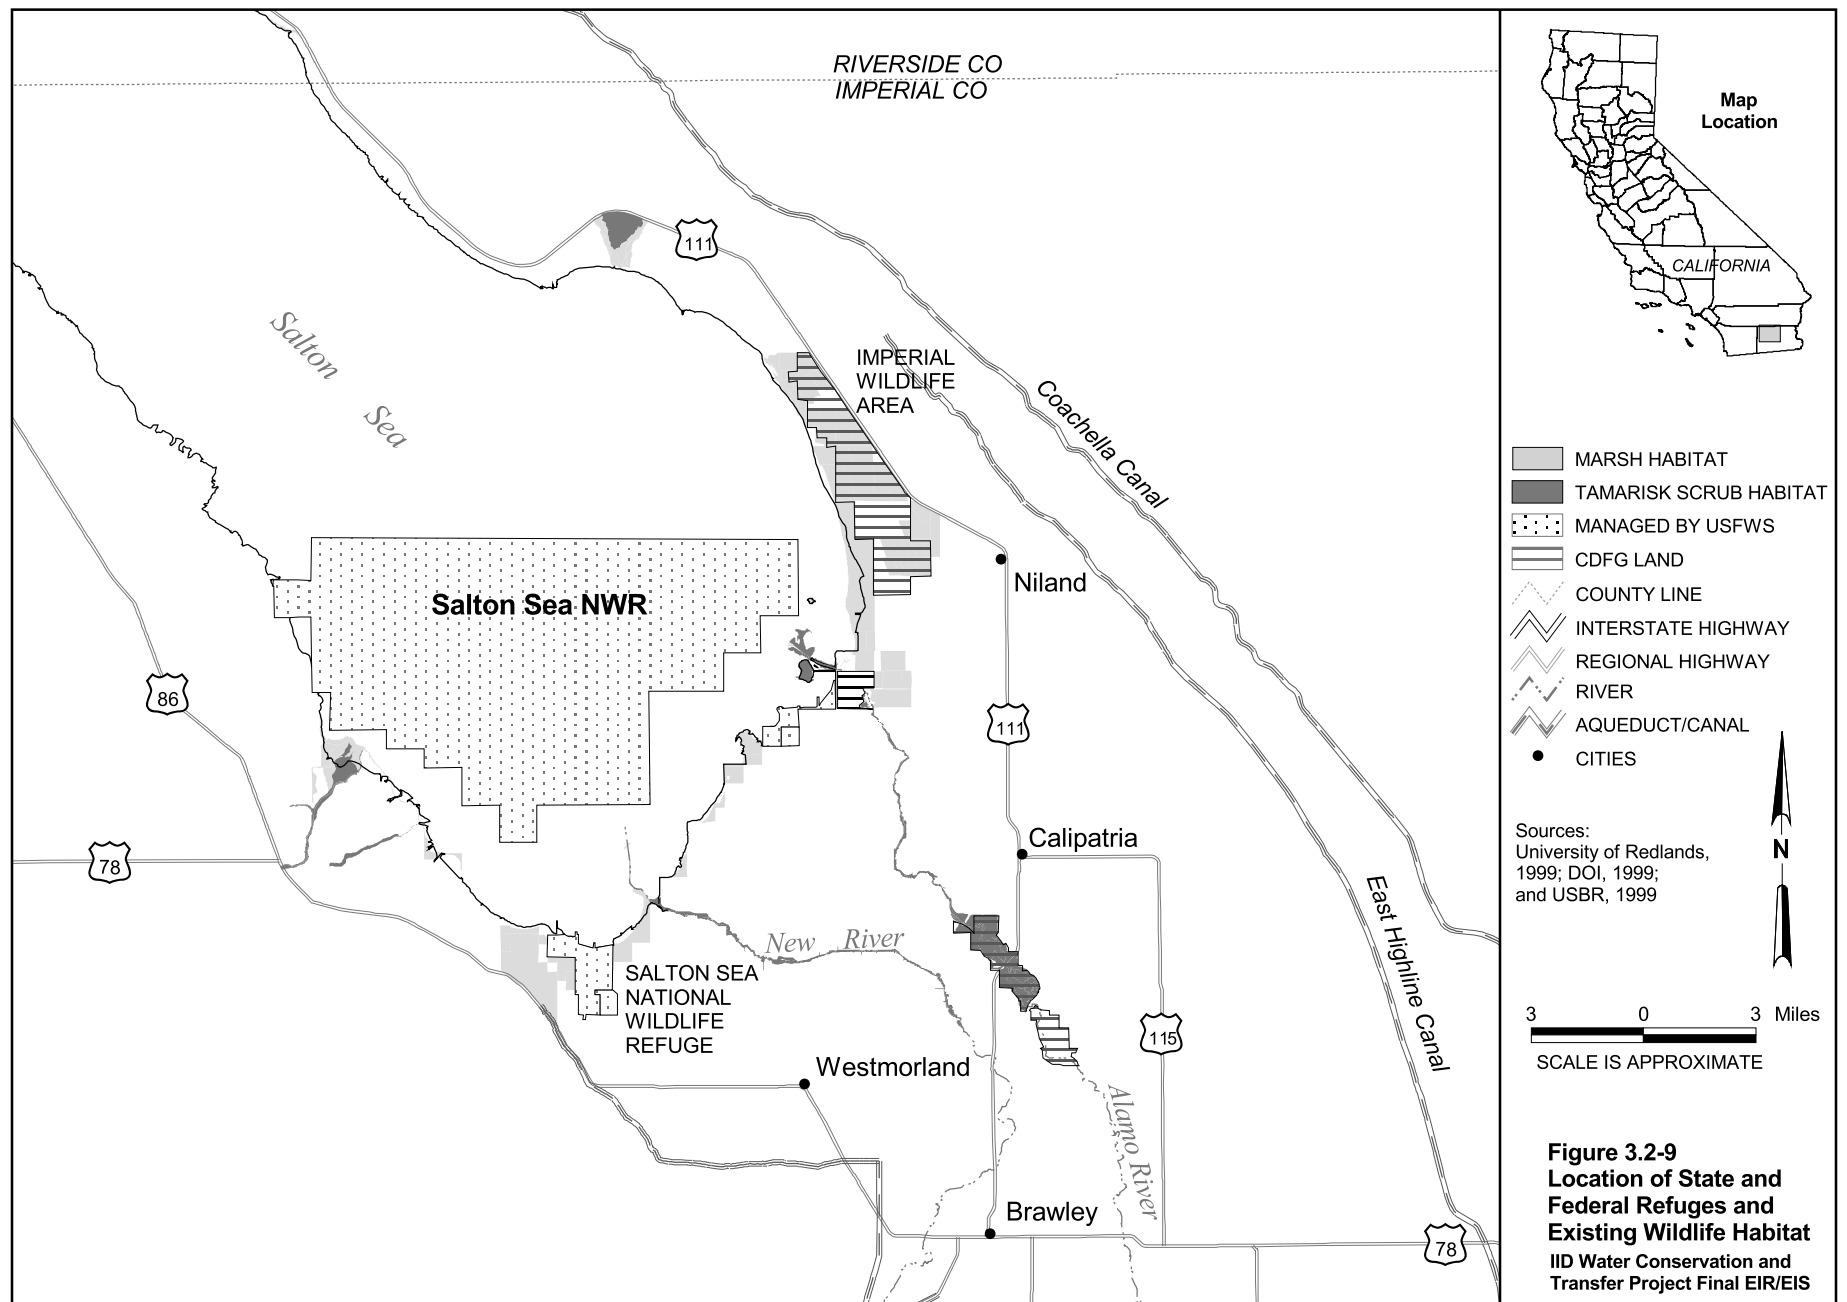 RIVERSIDE CO
IMPERIAL CO
111
Salton
Sea
IMPERIAL
WILDLIFE
AREA
Coachella Canal
Niland
Salton Sea NWR
86
111
Calipatria
78
New River
East Highline Canal
SALTON SEA
NATIONAL
WILDLIFE
REFUGE
115
Westmorland
Alamo River
Brawley
78
Map
Location
CALIFORNIA
MARSH HABITAT
TAMARISK SCRUB HABITAT
MANAGED BY USFWS
CDFG LAND
COUNTY LINE
INTERSTATE HIGHWAY
REGIONAL HIGHWAY
RIVER
AQUEDUCT/CANAL
CITIES
Sources:
University of Redlands,
1999; DOI, 1999;
and USBR, 1999
N
3 0 3 Miles
SCALE IS APPROXIMATE
Figure 3.2-9
Location of State and
Federal Refuges and
Existing Wildlife Habitat
IID Water Conservation and
Transfer Project Final EIR/EIS